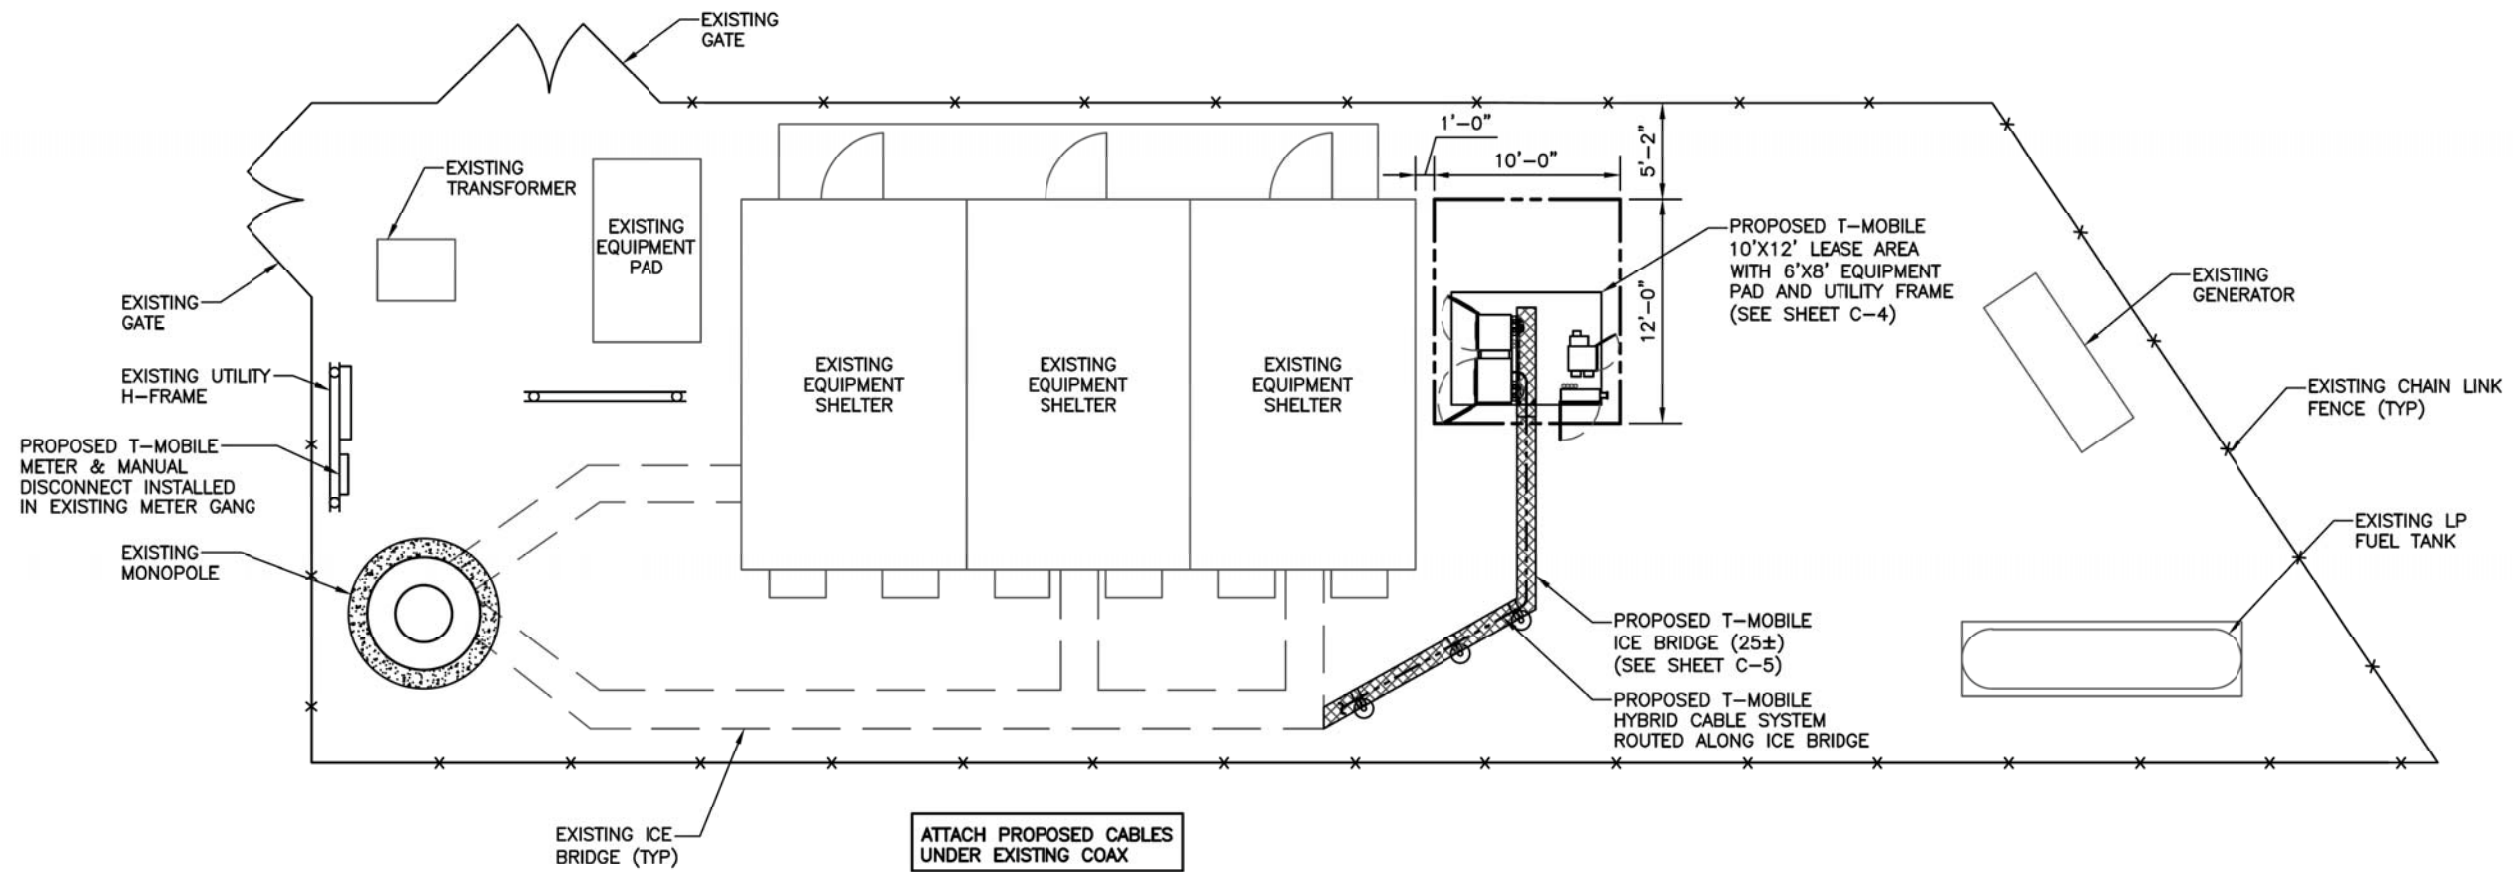 EXISTING
GATE
EXISTING
TRANSFORMER
EXISTING
EQUIPMENT
PAD
EXISTING
GATE
EXISTING UTILITY
H-FRAME
PROPOSED T-MOBILE
METER & MANUAL
DISCONNECT INSTALLED
IN EXISTING METER GANG
EXISTING
MONOPOLE
EXISTING
EQUIPMENT
SHELTER
EXISTING
EQUIPMENT
SHELTER
EXISTING
EQUIPMENT
SHELTER
1'-0"
10'-0"
5'-2"
12'-0"
PROPOSED T-MOBILE
10'X12' LEASE AREA
WITH 6'X8' EQUIPMENT
PAD AND UTILITY FRAME
(SEE SHEET C-4)
EXISTING
GENERATOR
EXISTING CHAIN LINK
FENCE (TYP)
EXISTING LP
FUEL TANK
PROPOSED T-MOBILE
ICE BRIDGE (25±)
(SEE SHEET C-5)
PROPOSED T-MOBILE
HYBRID CABLE SYSTEM
ROUTED ALONG ICE BRIDGE
EXISTING ICE
BRIDGE (TYP)
ATTACH PROPOSED CABLES
UNDER EXISTING COAX